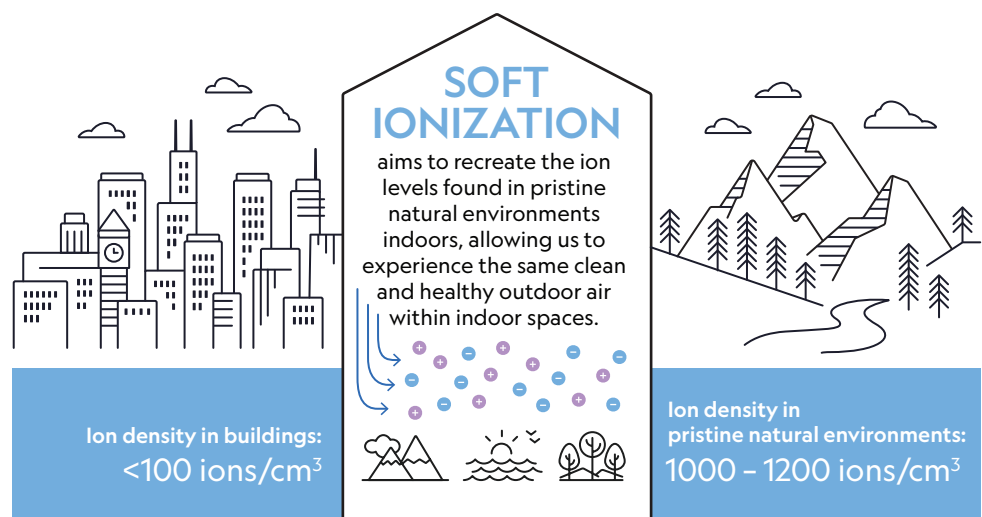 SOFT
IONIZATION
aims to recreate the ion
levels found in pristine
natural environments
indoors, allowing us to
experience the same clean
and healthy outdoor air
within indoor spaces.
Ion density in buildings:
<100 ions/cm³
Ion density in
pristine natural environments:
1000 – 1200 ions/cm³